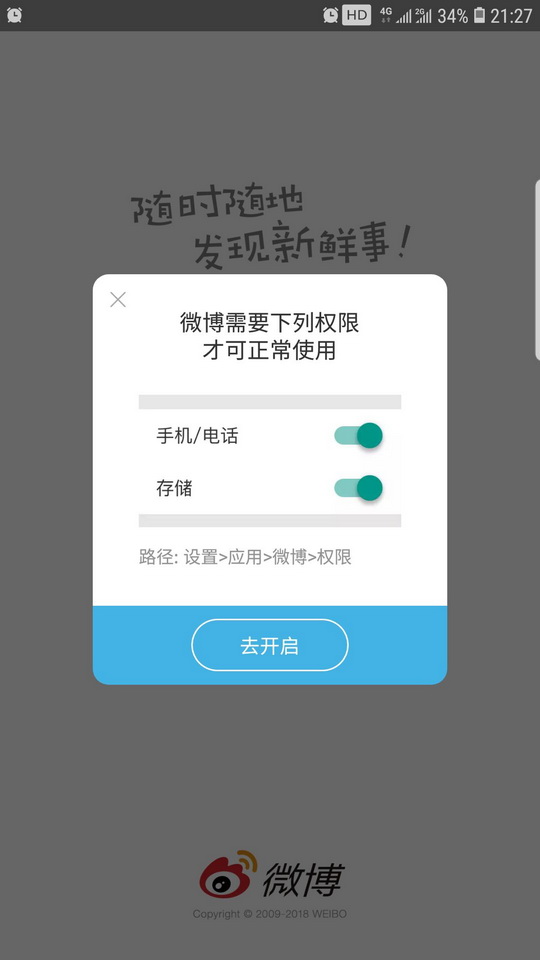 HD 4G 2G 34% 21:27
随时随地
发现新鲜事!
微博需要下列权限
才可正常使用
手机/电话
存储
路径: 设置>应用>微博>权限
去开启
微博
Copyright © 2009-2018 WEIBO